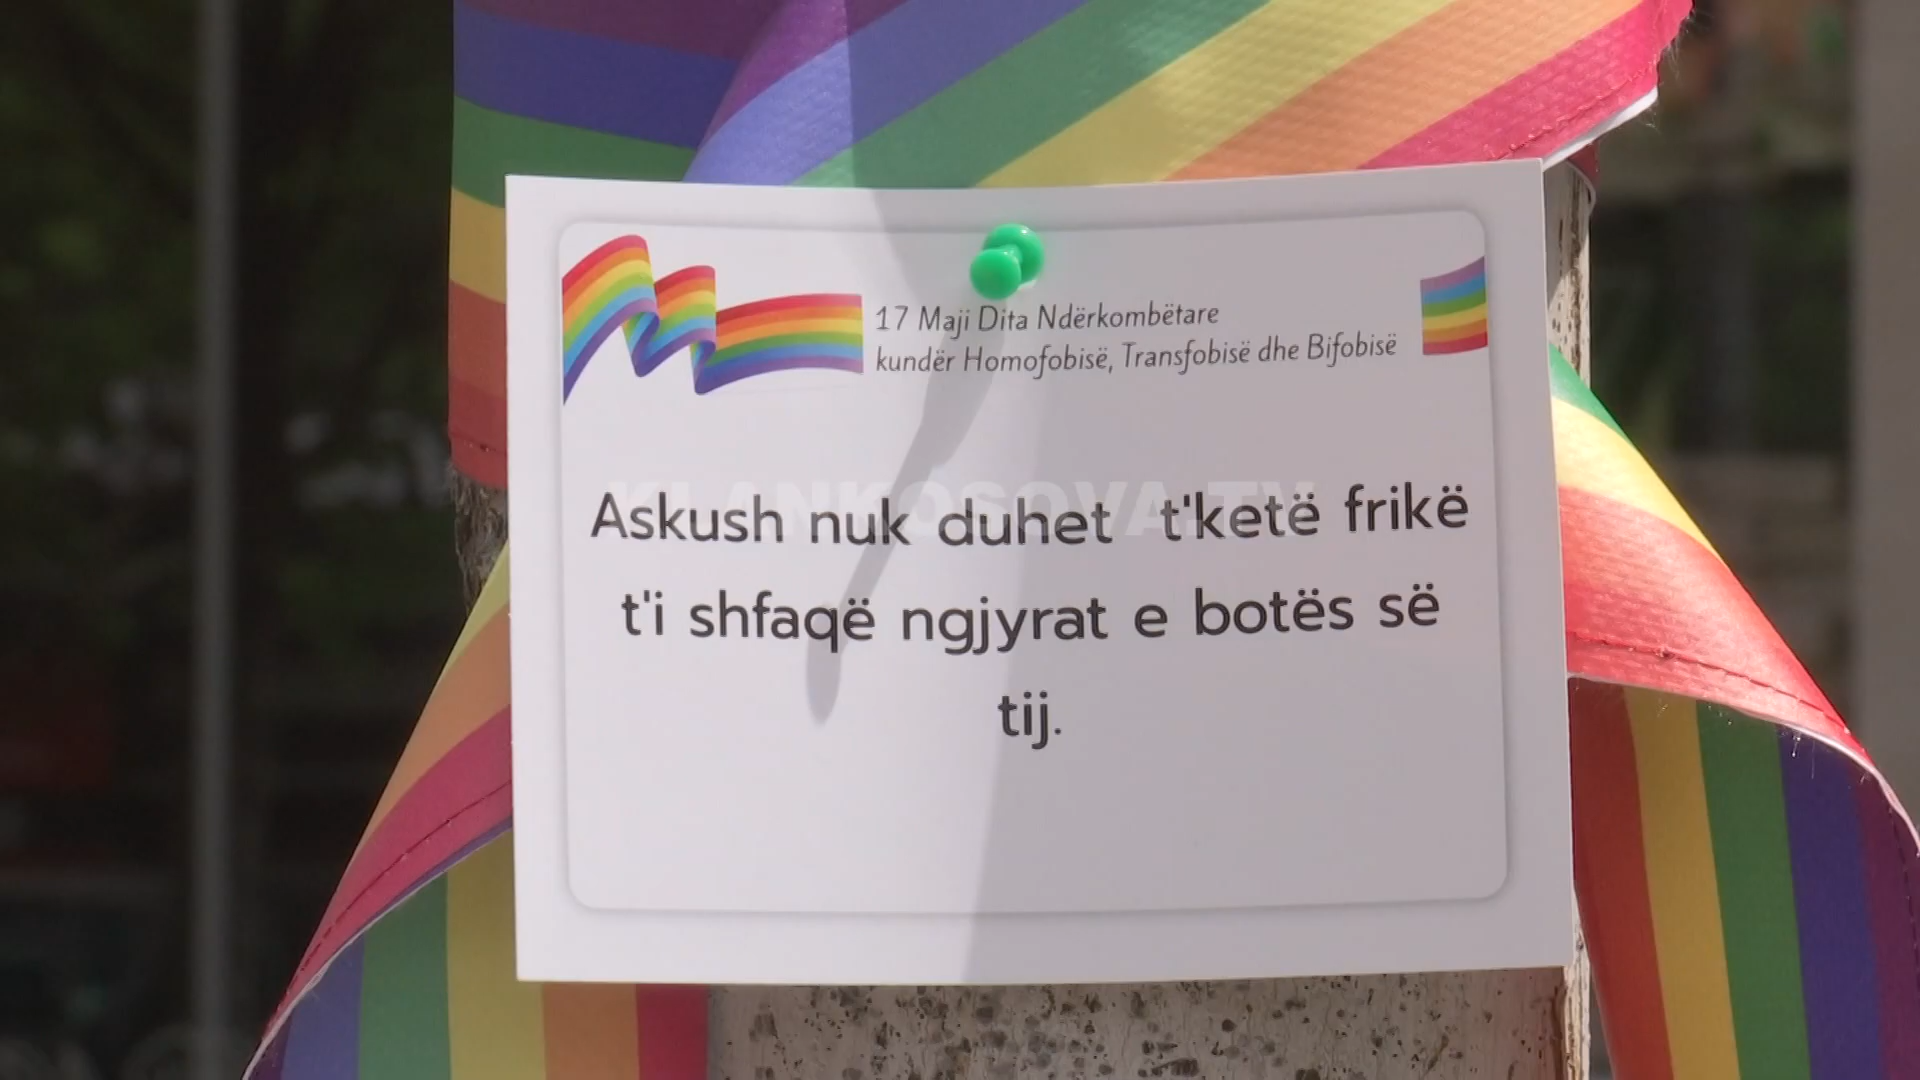 17 Maji Dita Ndërkombëtare
kundër Homofobisë, Transfobisë dhe Bifobisë
KLANKOSOVA.TV
Askush nuk duhet t'ketë frikë
t'i shfaqë ngjyrat e botës së
tij.